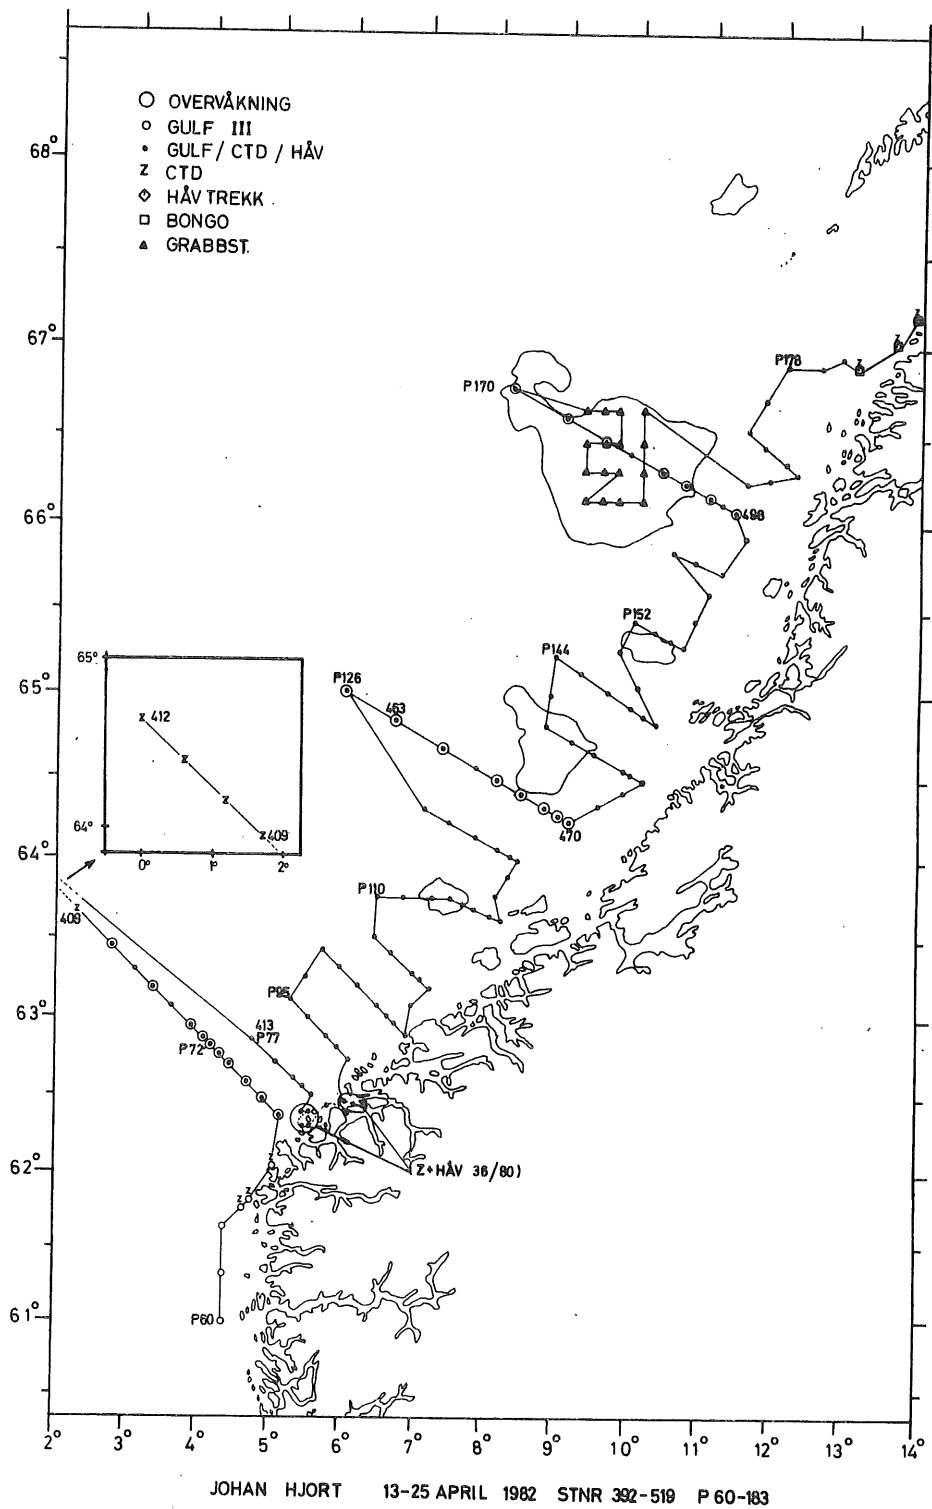 OVERVÅKNING
GULF III
GULF / CTD / HÅV
Z CTD
HÅV TREKK
BONGO
GRABBST.
68°
67°
66°
65°
64°
63°
62°
61°
P178
P170
498
P152
P144
P126
463
470
65°
412
409
64°
0° 1° 2°
P110
409
P95
413
P77
P72
Z+HÅV 36/80)
P60
2° 3° 4° 5° 6° 7° 8° 9° 10° 11° 12° 13° 14°
JOHAN HJORT 13-25 APRIL 1982 STNR 392-519 P 60-183